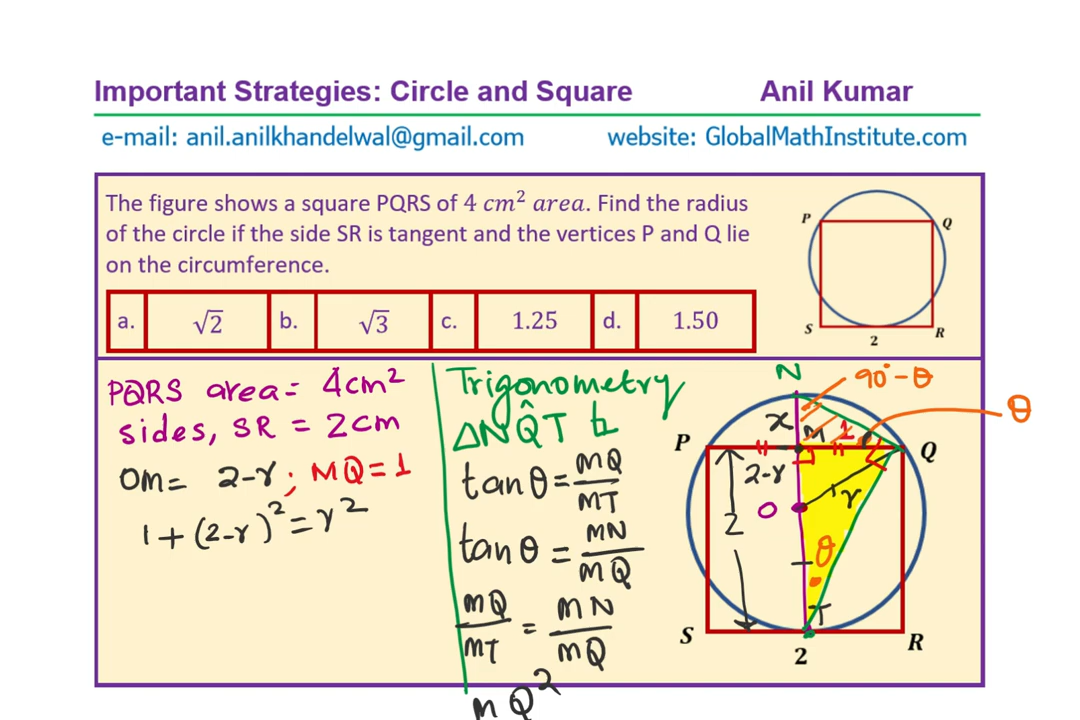 Important Strategies: Circle and Square Anil Kumar
e-mail: anil.anilkhandelwal@gmail.com website: GlobalMathInstitute.com
The figure shows a square PQRS of 4 cm² area. Find the radius
of the circle if the side SR is tangent and the vertices P and Q lie
on the circumference.
a. √2 b. √3 c. 1.25 d. 1.50
P Q
S R
2
PQRS area = 4cm²
sides, SR = 2cm
OM = 2-r ; MQ = 1
1 + (2-r)² = r²
Trigonometry
△NQ̂T
tan θ = MQ/MT
tan θ = MN/MQ
MQ/MT = MN/MQ
MQ²
N 90°-θ
θ
x M 1
P Q
2-r
O r
2
θ
T
S R
2